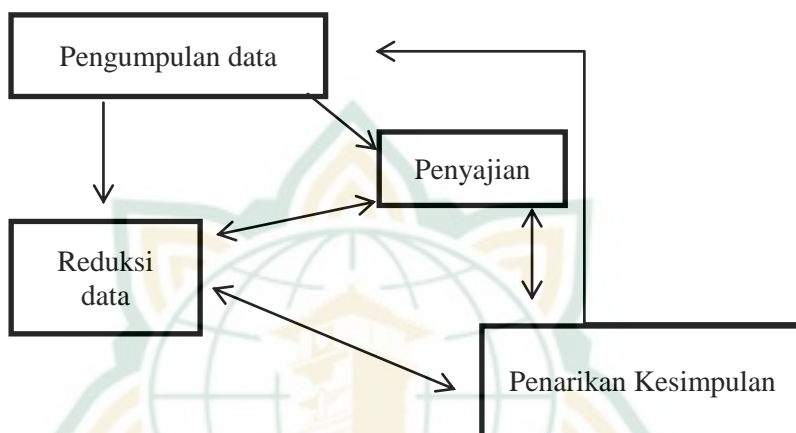 Pengumpulan data
Penyajian
Reduksi
data
Penarikan Kesimpulan